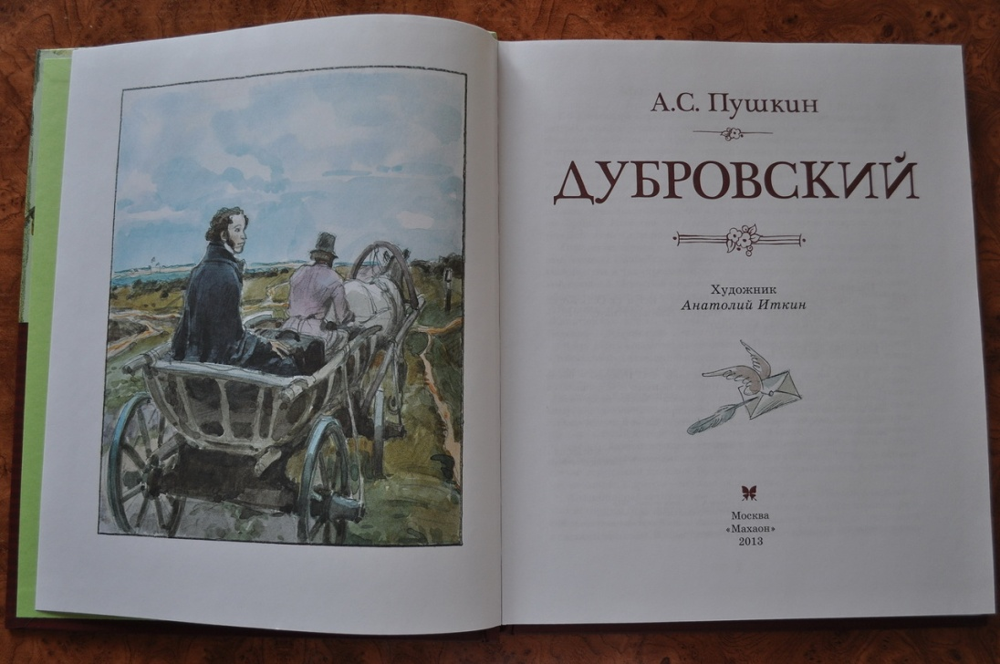 А.С. Пушкин
ДУБРОВСКИЙ
Художник
Анатолий Иткин
Москва
«Махаон»
2013